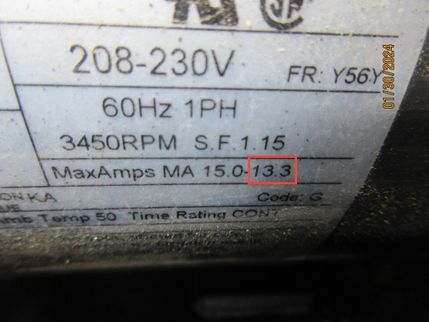 208-230V
FR: Y56Y
60Hz 1PH
3450RPM S.F.1.15
MaxAmps MA 15.0-13.3
Code: G
mb Temp 50 Time Rating CONT
01/30/2024